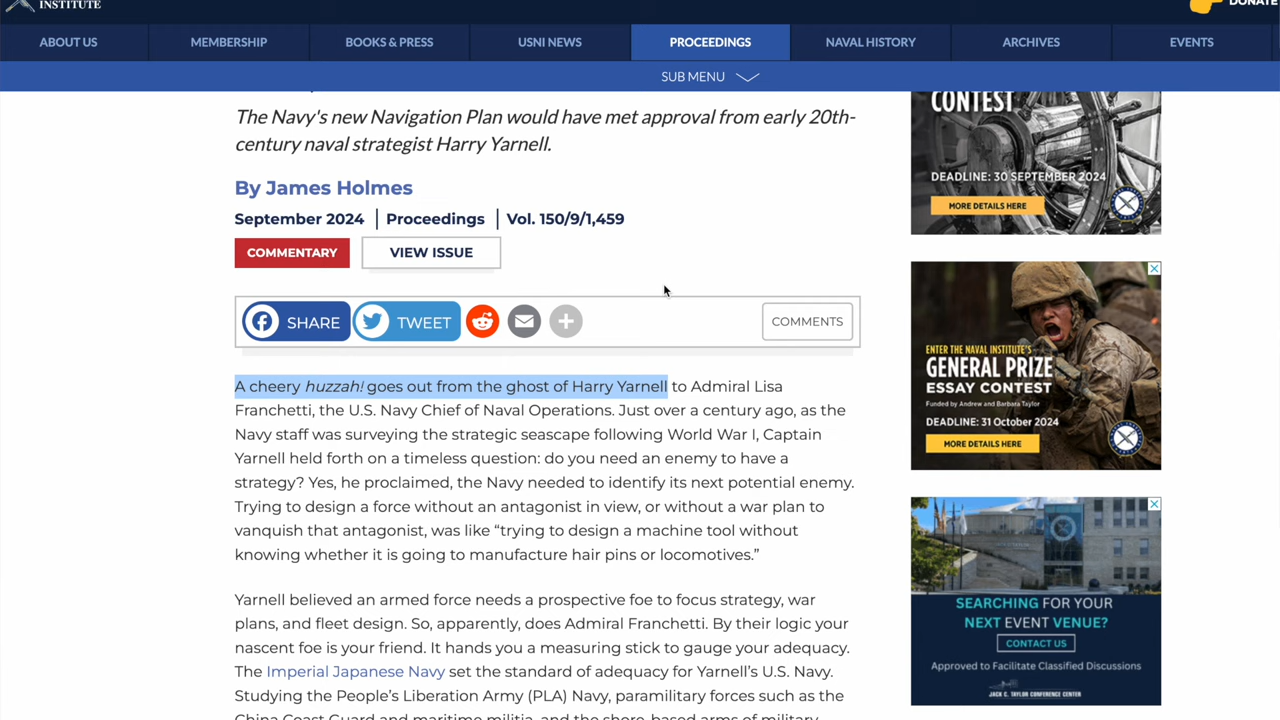 INSTITUTE
DONATE
ABOUT US
MEMBERSHIP
BOOKS & PRESS
USNI NEWS
PROCEEDINGS
NAVAL HISTORY
ARCHIVES
EVENTS
SUB MENU
The Navy's new Navigation Plan would have met approval from early 20th-
century naval strategist Harry Yarnell.
By James Holmes
September 2024 | Proceedings | Vol. 150/9/1,459
COMMENTARY
VIEW ISSUE
SHARE
TWEET
COMMENTS
A cheery huzzah! goes out from the ghost of Harry Yarnell to Admiral Lisa
Franchetti, the U.S. Navy Chief of Naval Operations. Just over a century ago, as the
Navy staff was surveying the strategic seascape following World War I, Captain
Yarnell held forth on a timeless question: do you need an enemy to have a
strategy? Yes, he proclaimed, the Navy needed to identify its next potential enemy.
Trying to design a force without an antagonist in view, or without a war plan to
vanquish that antagonist, was like “trying to design a machine tool without
knowing whether it is going to manufacture hair pins or locomotives.”
Yarnell believed an armed force needs a prospective foe to focus strategy, war
plans, and fleet design. So, apparently, does Admiral Franchetti. By their logic your
nascent foe is your friend. It hands you a measuring stick to gauge your adequacy.
The Imperial Japanese Navy set the standard of adequacy for Yarnell’s U.S. Navy.
Studying the People’s Liberation Army (PLA) Navy, paramilitary forces such as the
China Coast Guard and maritime militia, and the shore-based arms of military
CONTEST
DEADLINE: 30 SEPTEMBER 2024
MORE DETAILS HERE
ENTER THE NAVAL INSTITUTE'S
GENERAL PRIZE
ESSAY CONTEST
Funded by Andrew and Barbara Taylor
DEADLINE: 31 October 2024
MORE DETAILS HERE
SEARCHING FOR YOUR
NEXT EVENT VENUE?
CONTACT US
Approved to Facilitate Classified Discussions
JACK C. TAYLOR CONFERENCE CENTER